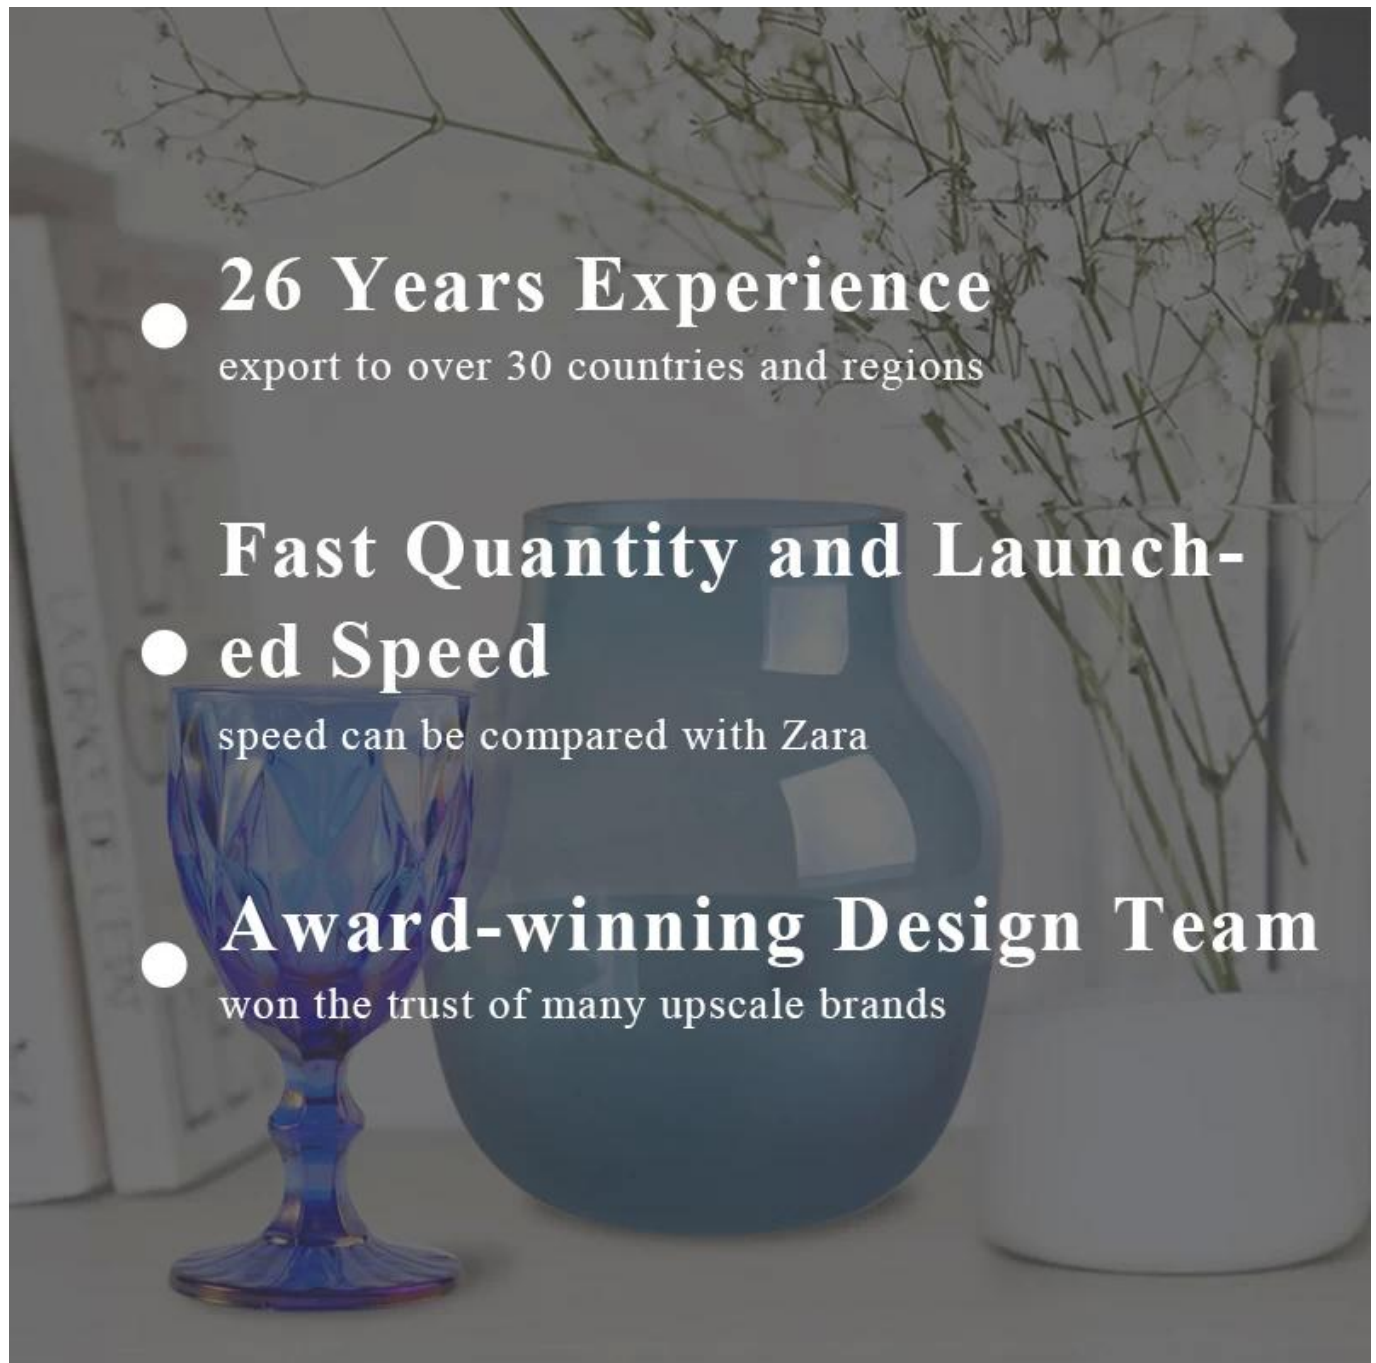 26 Years Experience
export to over 30 countries and regions
Fast Quantity and Launch-
ed Speed
speed can be compared with Zara
Award-winning Design Team
won the trust of many upscale brands